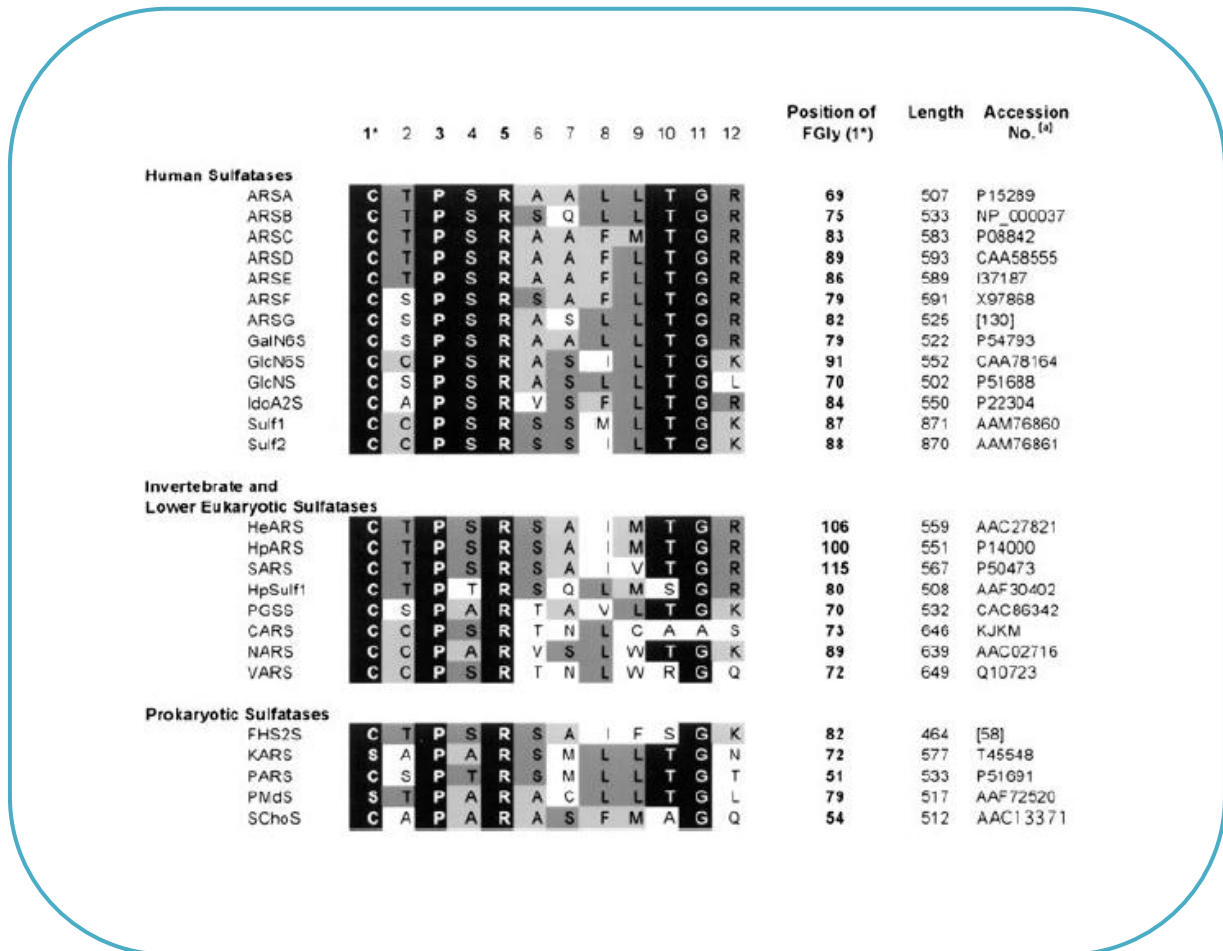 Position of Length Accession
1* 2 3 4 5 6 7 8 9 10 11 12 FGly (1*) No. [a]
Human Sulfatases
ARSA C T P S R A A L L T G R 69 507 P15289
ARSB C T P S R S Q L L T G R 75 533 NP_000037
ARSC C T P S R A A F M T G R 83 583 P08842
ARSD C T P S R A A F L T G R 89 593 CAA58555
ARSE C T P S R A A F L T G R 86 589 I37187
ARSF C S P S R S A F L T G R 79 591 X97868
ARSG C S P S R A S L L T G R 82 525 [130]
GalN6S C S P S R A A L L T G R 79 522 P54793
GlcN6S C C P S R A S I L T G K 91 552 CAA78164
GlcNS C S P S R A S L L T G L 70 502 P51688
IdoA2S C A P S R V S F L T G R 84 550 P22304
Sulf1 C C P S R S S M L T G K 87 871 AAM76860
Sulf2 C C P S R S S I L T G K 88 870 AAM76861
Invertebrate and
Lower Eukaryotic Sulfatases
HeARS C T P S R S A I M T G R 106 559 AAC27821
HpARS C T P S R S A I M T G R 100 551 P14000
SARS C T P S R S A I V T G R 115 567 P50473
HpSulf1 C T P T R S Q L M S G R 80 508 AAF30402
PGSS C S P A R T A V L T G K 70 532 CAC86342
CARS C C P S R T N L C A A S 73 646 KJKM
NARS C C P A R V S L W T G K 89 639 AAC02716
VARS C C P S R T N L W R G Q 72 649 Q10723
Prokaryotic Sulfatases
FHS2S C T P S R S A I F S G K 82 464 [58]
KARS S A P A R S M L L T G N 72 577 T45548
PARS C S P T R S M L L T G T 51 533 P51691
PMdS S T P A R A C L L T G L 79 517 AAF72520
SChoS C A P A R A S F M A G Q 54 512 AAC13371